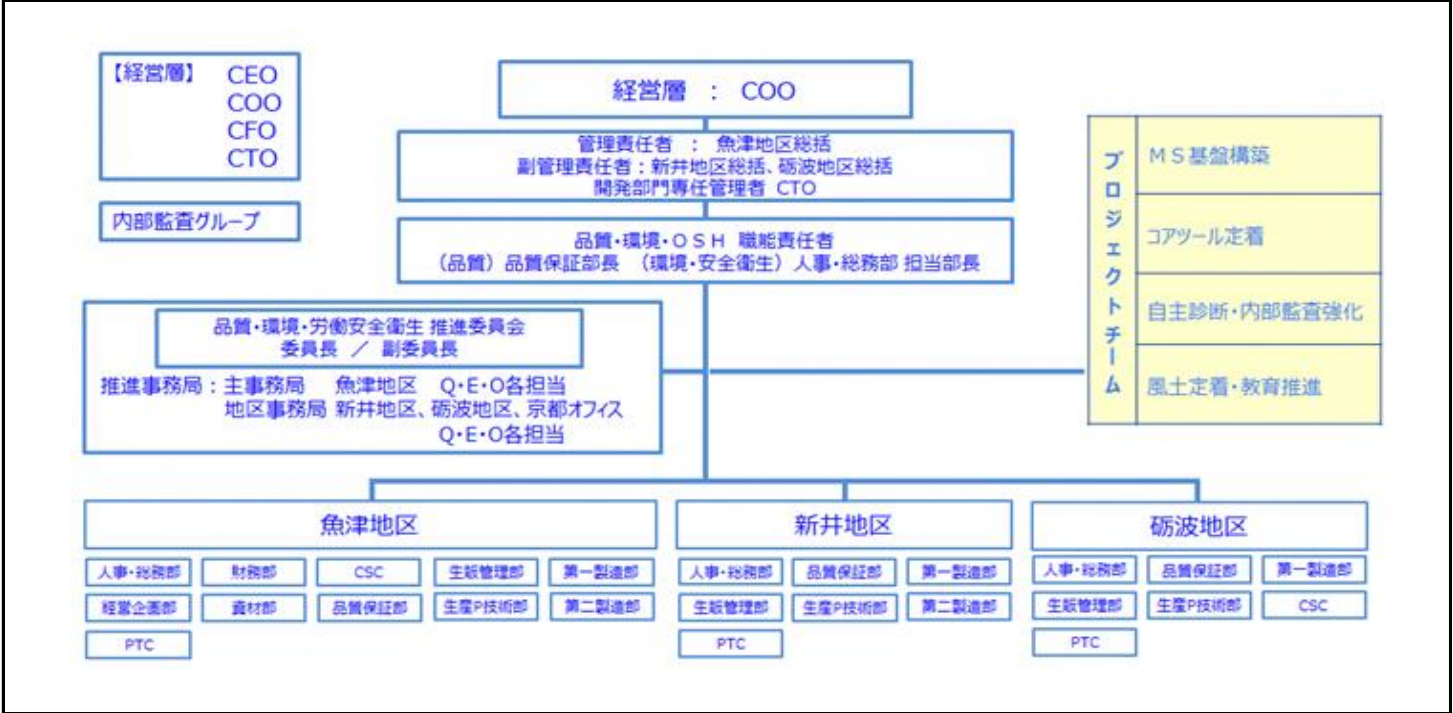 【経営層】 CEO
COO
CFO
CTO
内部監査グループ
経営層 : COO
管理責任者 : 魚津地区総括
副管理責任者:新井地区総括、砺波地区総括
開発部門専任管理者 CTO
品質・環境・OSH 職能責任者
(品質)品質保証部長 (環境・安全衛生)人事・総務部 担当部長
品質・環境・労働安全衛生 推進委員会
委員長 / 副委員長
推進事務局:主事務局 魚津地区 Q・E・O各担当
地区事務局 新井地区、砺波地区、京都オフィス
Q・E・O各担当
プロジェクトチーム
MS基盤構築
コアツール定着
自主診断・内部監査強化
風土定着・教育推進
魚津地区
人事・総務部 財務部 CSC 生販管理部 第一製造部
経営企画部 資材部 品質保証部 生産P技術部 第二製造部
PTC
新井地区
人事・総務部 品質保証部 第一製造部
生販管理部 生産P技術部 第二製造部
PTC
砺波地区
人事・総務部 品質保証部 第一製造部
生販管理部 生産P技術部 CSC
PTC